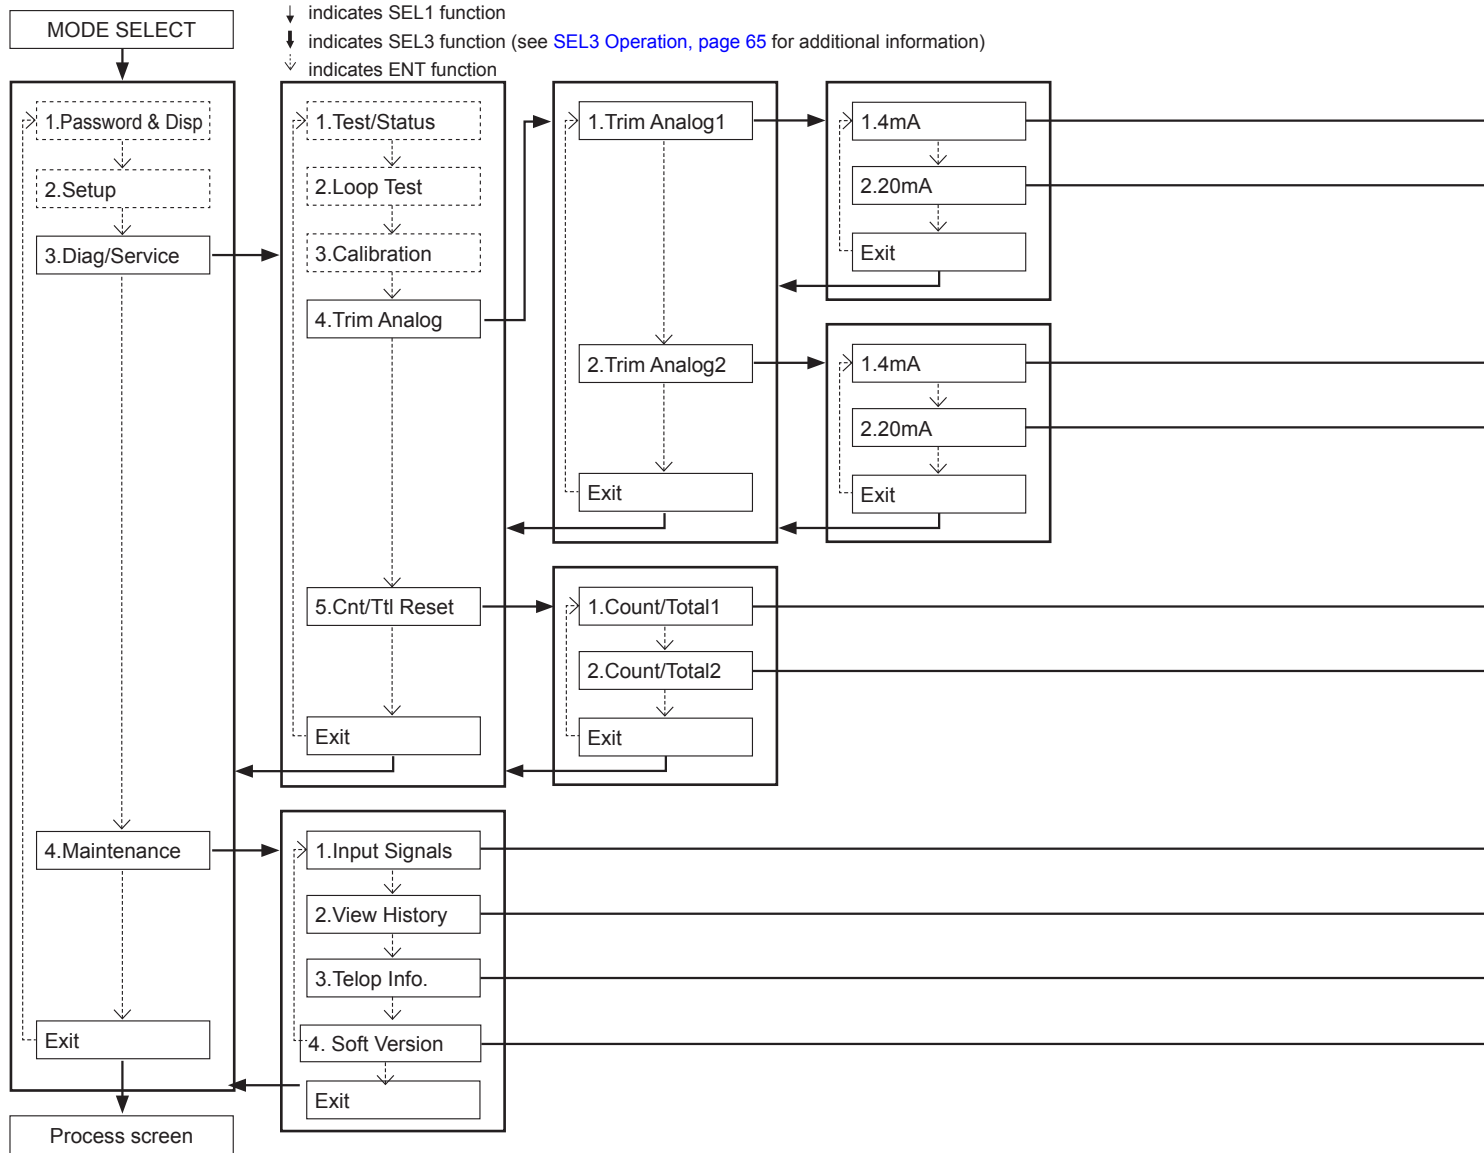 MODE SELECT
indicates SEL1 function
indicates SEL3 function (see SEL3 Operation, page 65 for additional information)
indicates ENT function
1.Password & Disp
2.Setup
3.Diag/Service
4.Maintenance
Exit
Process screen
1.Test/Status
2.Loop Test
3.Calibration
4.Trim Analog
5.Cnt/Ttl Reset
Exit
1.Trim Analog1
2.Trim Analog2
Exit
1.4mA
2.20mA
Exit
1.4mA
2.20mA
Exit
1.Count/Total1
2.Count/Total2
Exit
1.Input Signals
2.View History
3.Telop Info.
4. Soft Version
Exit